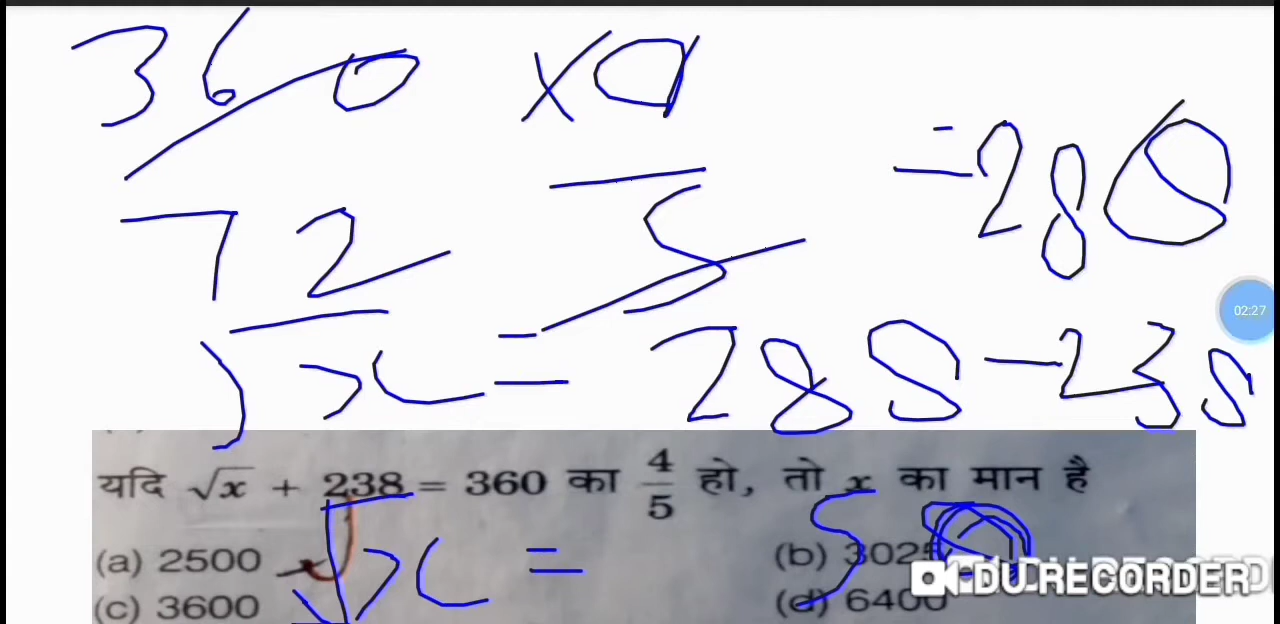 360 × 4
72 5 = 288
√x = 288 - 238
02:27
यदि √x + 238 = 360 का 4/5 हो, तो x का मान है
√x = 50
(a) 2500 (b) 3025
(c) 3600 (d) 6400
DU RECORDER